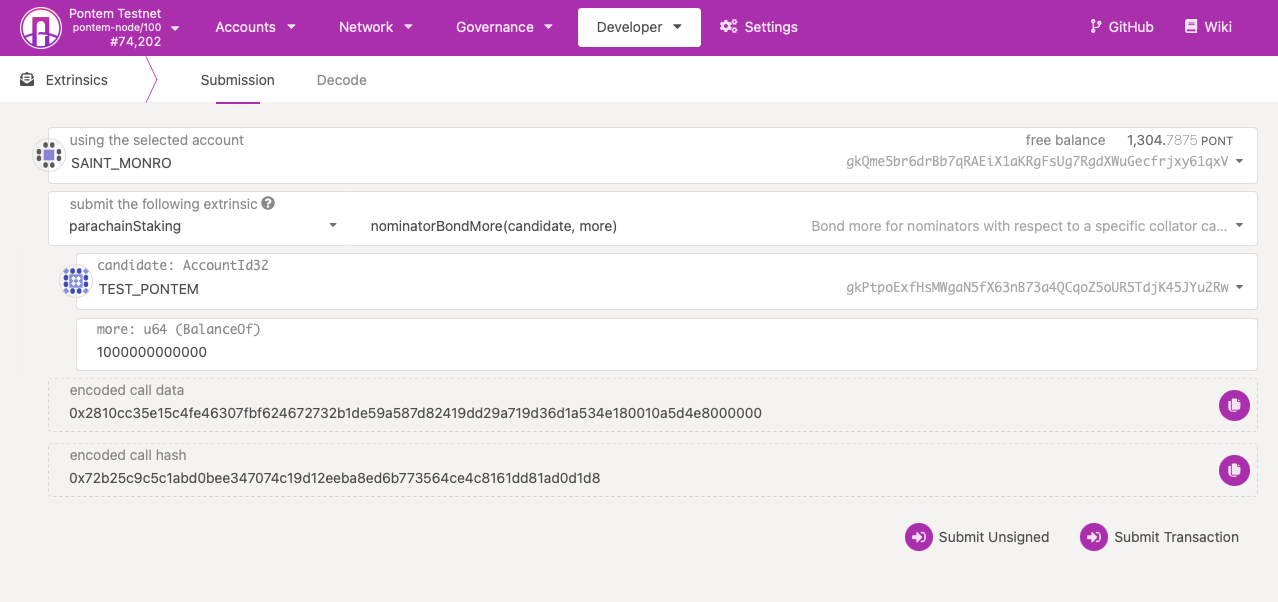 Pontem Testnet
pontem-node/100
#74,202
Accounts
Network
Governance
Developer
Settings
GitHub
Wiki
Extrinsics
Submission
Decode
using the selected account
free balance 1,304.7875 PONT
SAINT_MONRO
gkQme5br6drBb7qRAEiX1aKRgFsUg7RgdXWuGecfrjxy61qxV
submit the following extrinsic
parachainStaking
nominatorBondMore(candidate, more)
Bond more for nominators with respect to a specific collator ca...
candidate: AccountId32
TEST_PONTEM
gkPtpoExfHsMWgaN5fX63nB73a4QCqoZ5oUR5TdjK45JYu2Rw
more: u64 (BalanceOf)
1000000000000
encoded call data
0x2810cc35e15c4fe46307fbf624672732b1de59a587d82419dd29a719d36d1a534e180010a5d4e8000000
encoded call hash
0x72b25c9c5c1abd0bee347074c19d12eeba8ed6b773564ce4c8161dd81ad0d1d8
Submit Unsigned
Submit Transaction